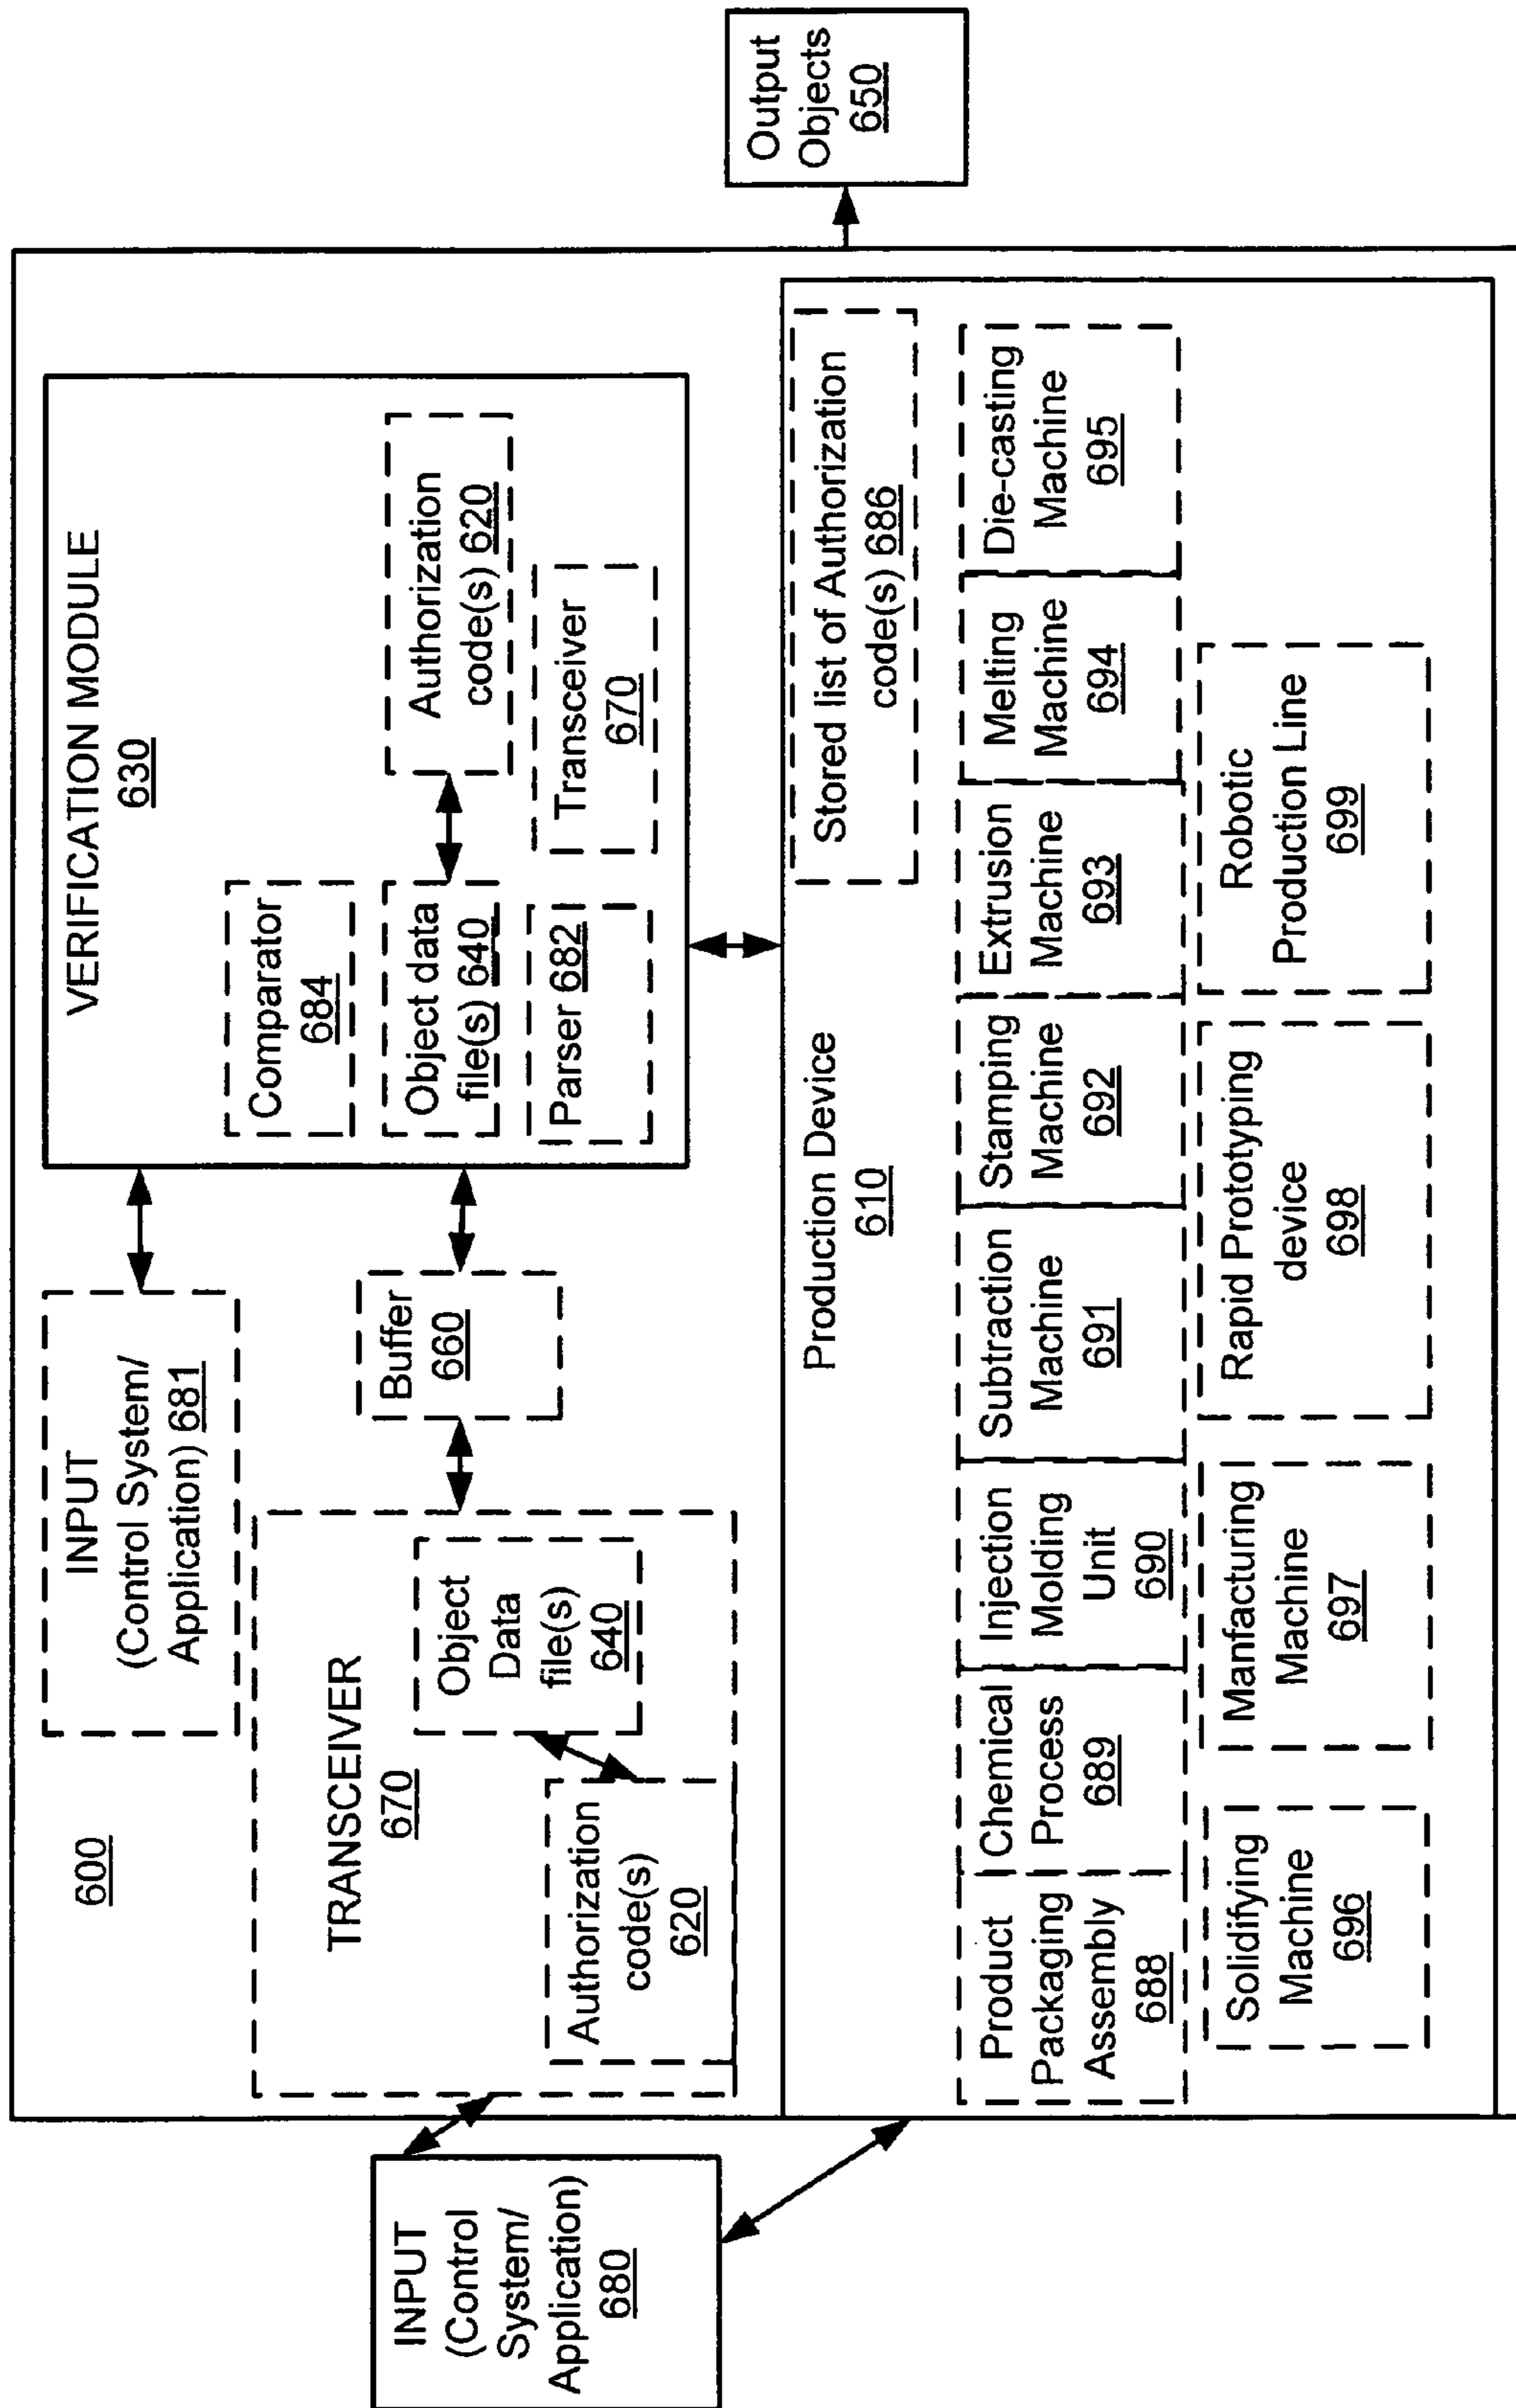 600
INPUT
(Control System/
Application) 681
VERIFICATION MODULE
630
Comparator
684
Object data
file(s) 640
Authorization
code(s) 620
Parser 682
Transceiver
670
TRANSCEIVER
670
Object
Data
file(s)
640
Authorization
code(s)
620
Buffer
660
INPUT
(Control
System/
Application)
680
Output
Objects
650
Production Device
610
Stored list of Authorization
code(s) 686
Product
Packaging
Assembly
688
Chemical
Process
689
Injection
Molding
Unit
690
Subtraction
Machine
691
Stamping
Machine
692
Extrusion
Machine
693
Melting
Machine
694
Die-casting
Machine
695
Solidifying
Machine
696
Manfacturing
Machine
697
Rapid Prototyping
device
698
Robotic
Production Line
699